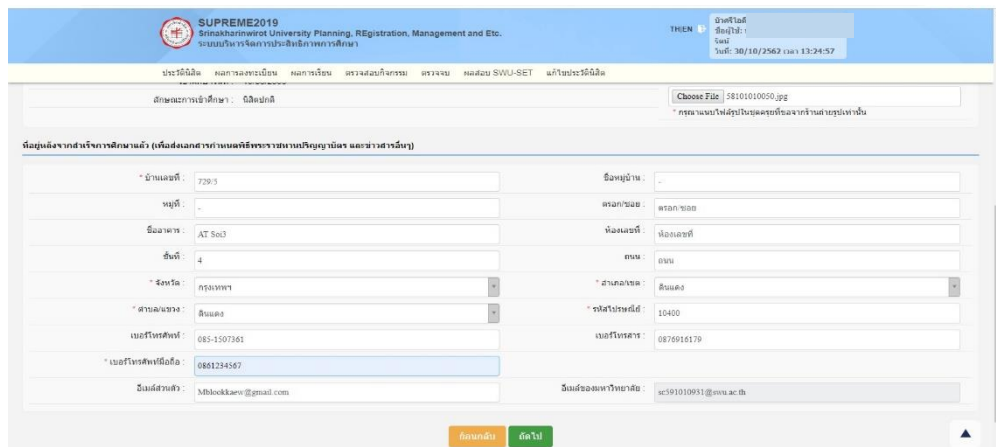 SUPREME2019
Srinakharinwirot University Planning, REgistration, Management and Etc.
ระบบบริหารจัดการประสิทธิภาพการศึกษา
TH|EN
นิวศรีไอดี
ชื่อผู้ใช้ :
วันที่: 30/10/2562 เวลา 13:24:57
ประวัตินิสิต ผลการลงทะเบียน ผลการเรียน ตรวจสอบกิจกรรม ตรวจจบ ผลสอบ SWU-SET แก้ไขประวัตินิสิต
ลักษณะการเข้าศึกษา : นิสิตปกติ
Choose File 58101010050.jpg
* กรุณาแนบไฟล์รูปในชุดครุยที่ขอจากร้านถ่ายรูปเท่านั้น
ที่อยู่หลังจากสำเร็จการศึกษาแล้ว (เพื่อส่งเอกสารกำหนดพิธีพระราชทานปริญญาบัตร และข่าวสารอื่นๆ)
* บ้านเลขที่ : 729/5 ชื่อหมู่บ้าน : -
หมู่ที่ : - ตรอก/ซอย : ตรอก/ซอย
ชื่ออาคาร : AT Soi3 ห้องเลขที่ : ห้องเลขที่
ชั้นที่ : 4 ถนน : ถนน
* จังหวัด : กรุงเทพฯ * อำเภอ/เขต : ดินแดง
* ตำบล/แขวง : ดินแดง * รหัสไปรษณีย์ : 10400
เบอร์โทรศัพท์ : 085-1507361 เบอร์โทรสาร : 0876916179
* เบอร์โทรศัพท์มือถือ : 0861234567
อีเมล์ส่วนตัว : Mblookkaew@gmail.com อีเมล์ของมหาวิทยาลัย : sc591010931@swu.ac.th
ย้อนกลับ ถัดไป